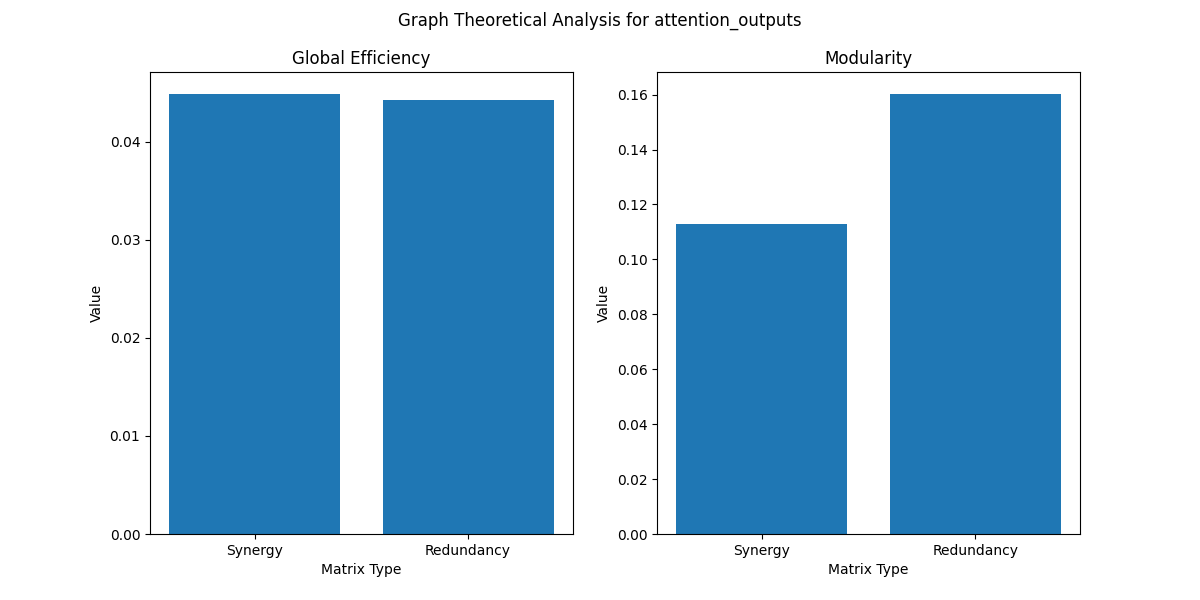 Graph Theoretical Analysis for attention_outputs
Global Efficiency
0.04
0.03
0.02
0.01
0.00
Value
Synergy
Redundancy
Matrix Type
Modularity
0.16
0.14
0.12
0.10
0.08
0.06
0.04
0.02
0.00
Value
Synergy
Redundancy
Matrix Type